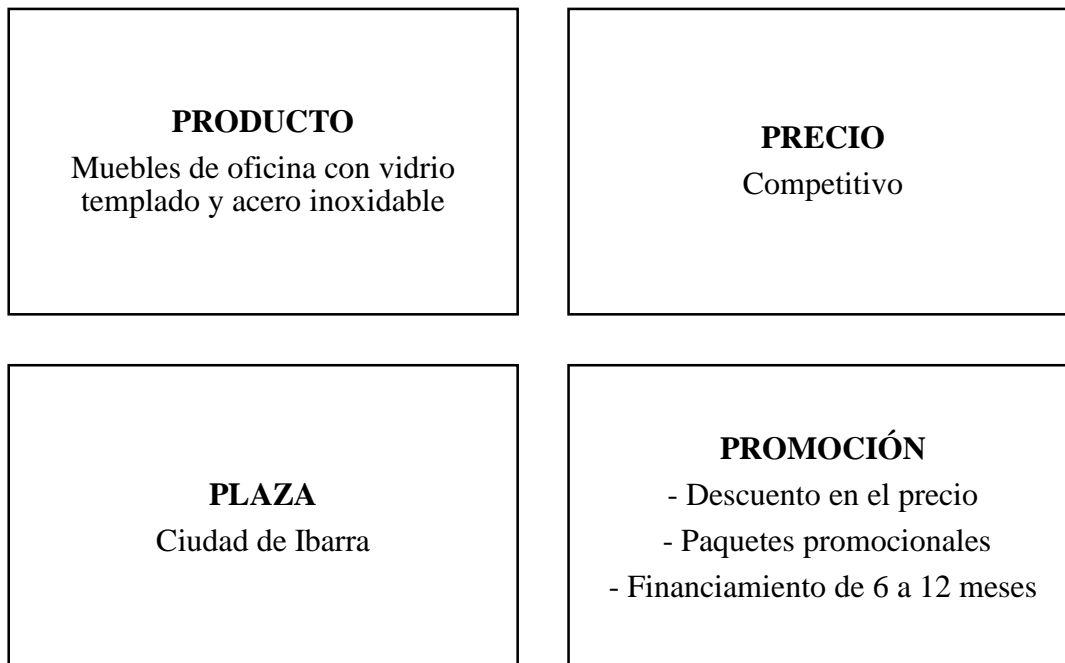 PRODUCTO
Muebles de oficina con vidrio
templado y acero inoxidable
PRECIO
Competitivo
PLAZA
Ciudad de Ibarra
PROMOCIÓN
- Descuento en el precio
- Paquetes promocionales
- Financiamiento de 6 a 12 meses